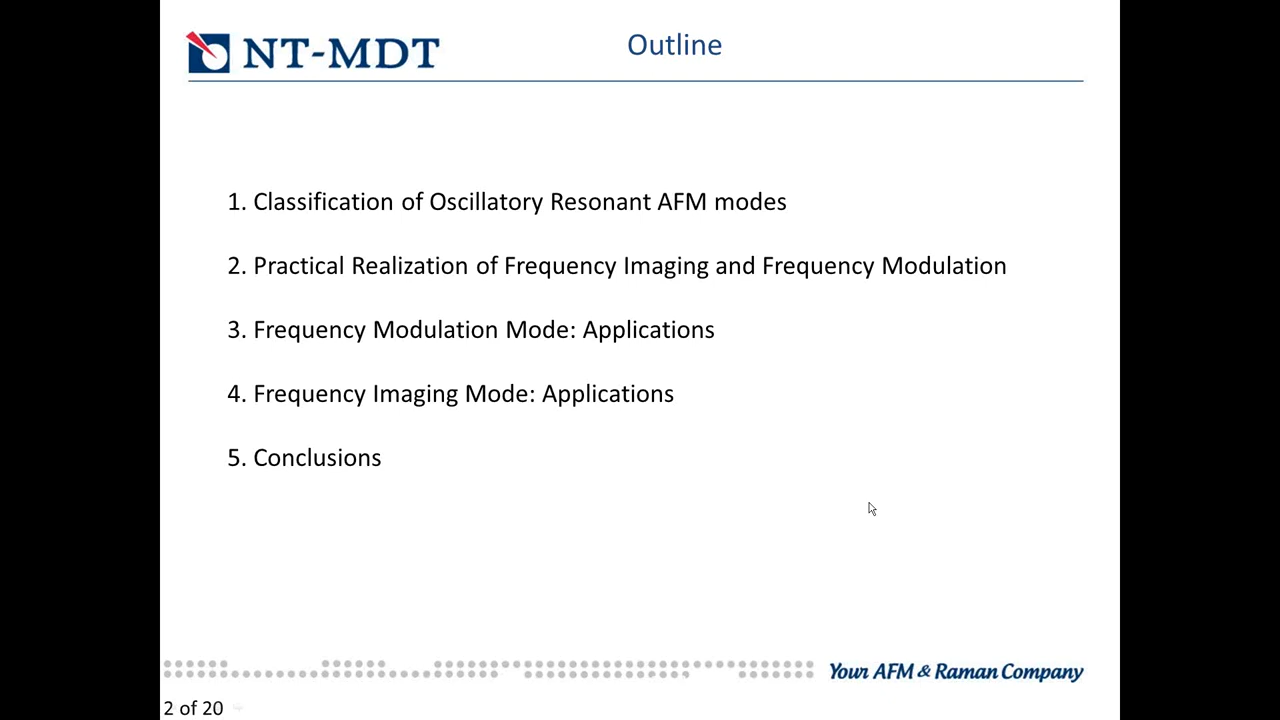 NT-MDT
Outline
1. Classification of Oscillatory Resonant AFM modes
2. Practical Realization of Frequency Imaging and Frequency Modulation
3. Frequency Modulation Mode: Applications
4. Frequency Imaging Mode: Applications
5. Conclusions
Your AFM & Raman Company
2 of 20